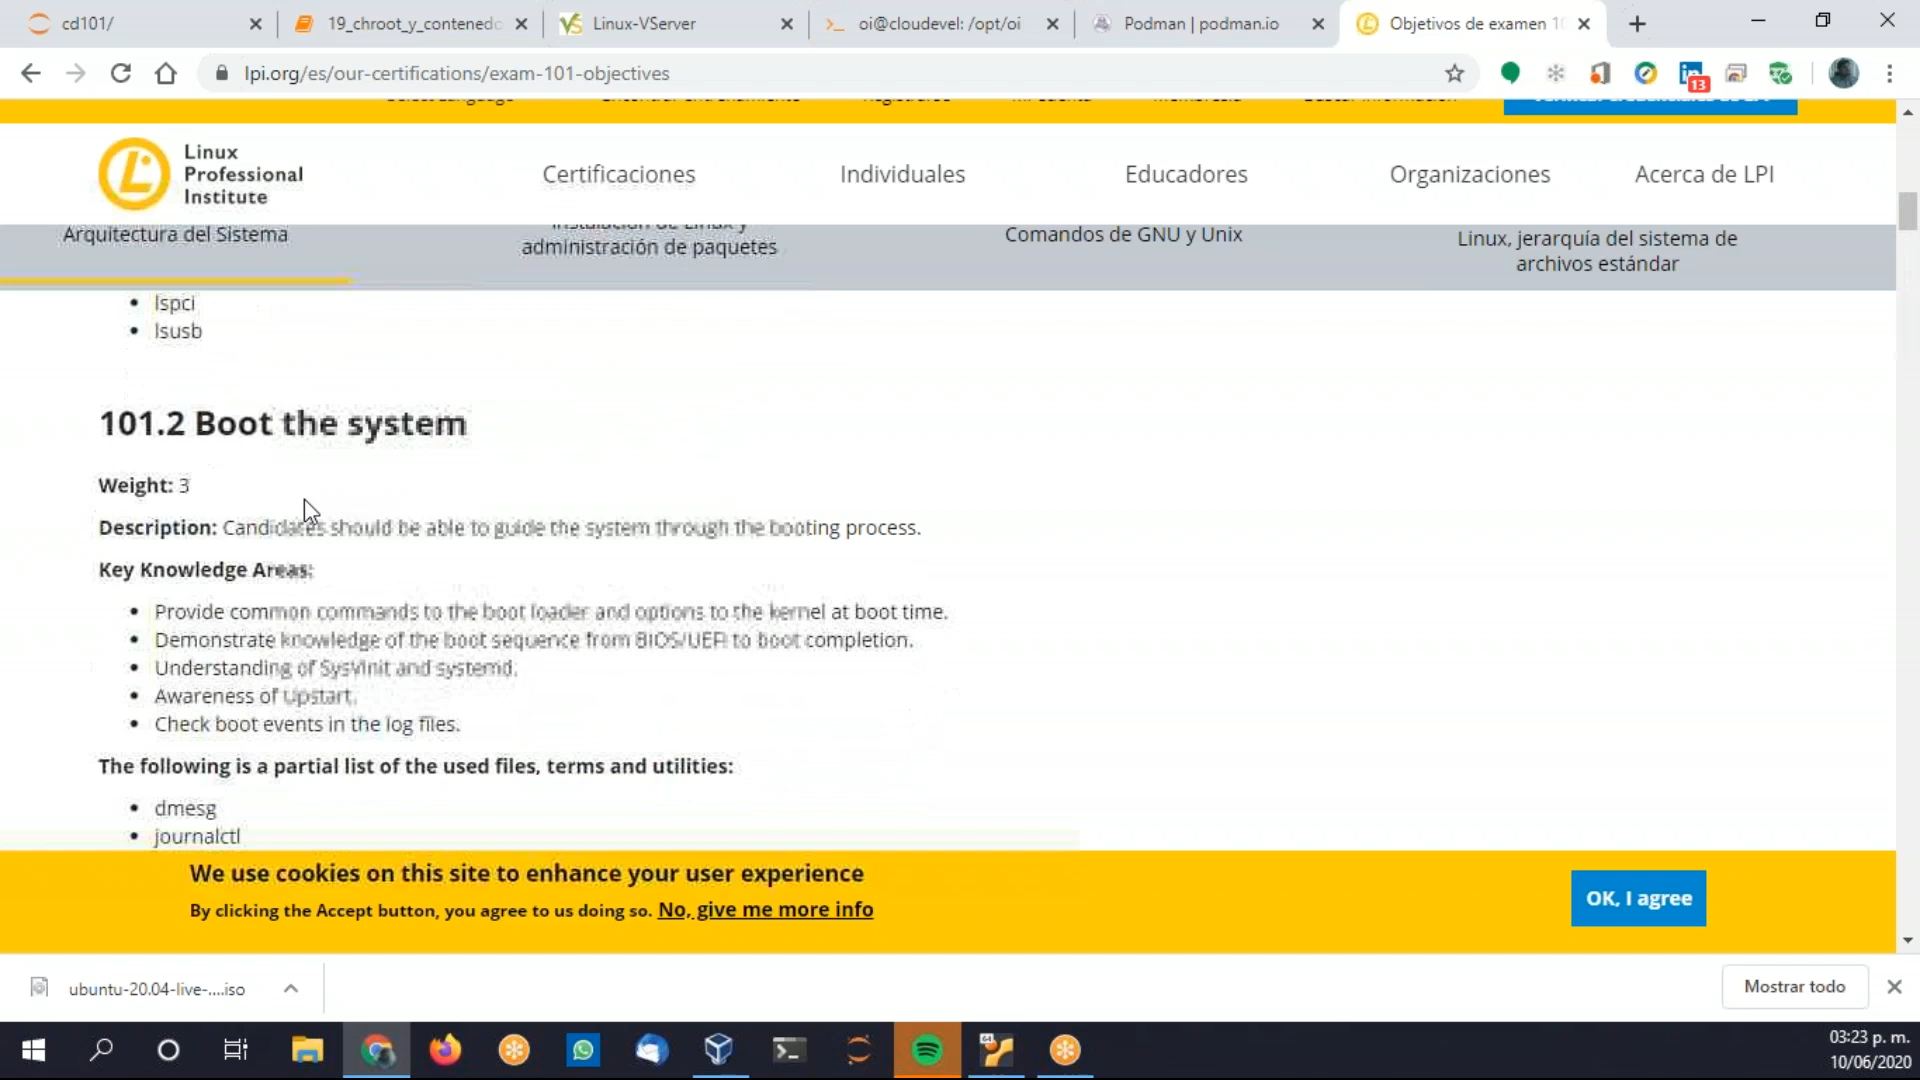 cd101/
19_chroot_y_contenedo
Linux-VServer
oi@cloudevel: /opt/oi
Podman | podman.io
Objetivos de examen 10
lpi.org/es/our-certifications/exam-101-objectives
13
Linux
Professional
Institute
Certificaciones
Individuales
Educadores
Organizaciones
Acerca de LPI
Arquitectura del Sistema
Instalación de Linux y
administración de paquetes
Comandos de GNU y Unix
Linux, jerarquía del sistema de
archivos estándar
• lspci
• lsusb
101.2 Boot the system
Weight: 3
Description: Candidates should be able to guide the system through the booting process.
Key Knowledge Areas:
• Provide common commands to the boot loader and options to the kernel at boot time.
• Demonstrate knowledge of the boot sequence from BIOS/UEFI to boot completion.
• Understanding of SysVinit and systemd.
• Awareness of Upstart.
• Check boot events in the log files.
The following is a partial list of the used files, terms and utilities:
• dmesg
• journalctl
We use cookies on this site to enhance your user experience
By clicking the Accept button, you agree to us doing so. No, give me more info
OK, I agree
ubuntu-20.04-live-....iso
Mostrar todo
03:23 p. m.
10/06/2020